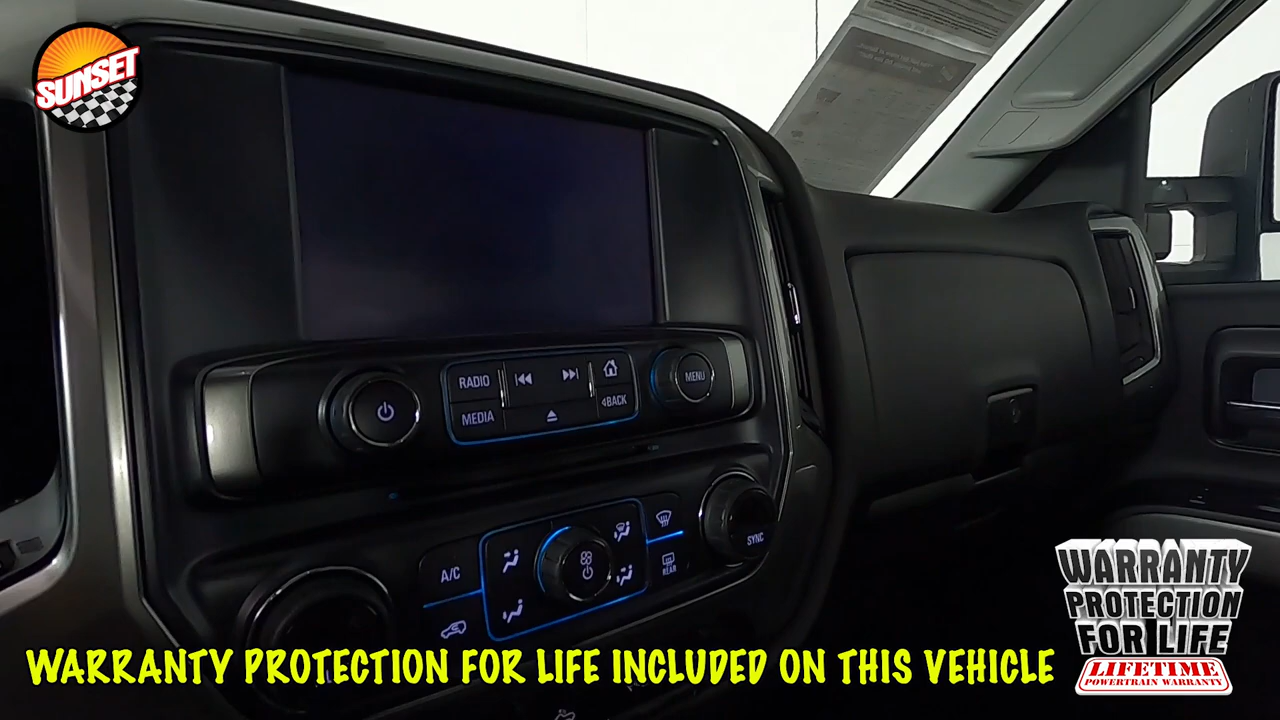 SUNSET
RADIO
MEDIA
BACK
MENU
A/C
REAR
SYNC
WARRANTY
PROTECTION
FOR LIFE
LIFETIME
POWERTRAIN WARRANTY
WARRANTY PROTECTION FOR LIFE INCLUDED ON THIS VEHICLE